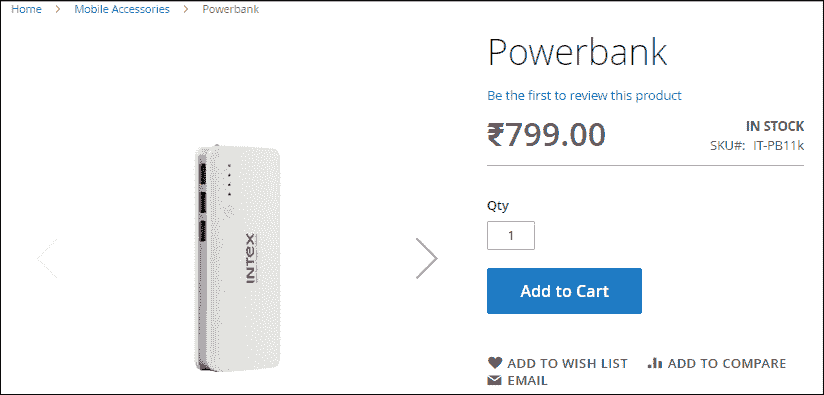 Home > Mobile Accessories > Powerbank
Powerbank
Be the first to review this product
₹799.00
IN STOCK
SKU#: IT-PB11k
Qty
1
Add to Cart
ADD TO WISH LIST
ADD TO COMPARE
EMAIL
INTEX